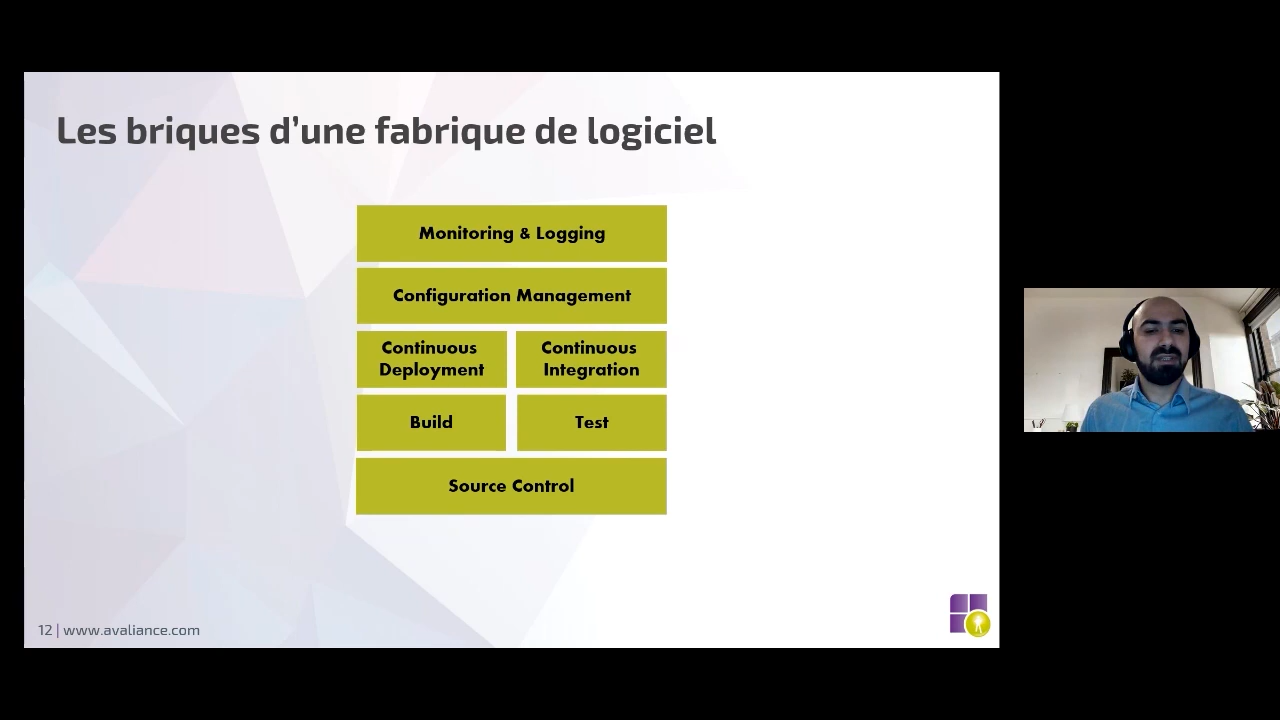 Les briques d’une fabrique de logiciel
Monitoring & Logging
Configuration Management
Continuous
Deployment
Continuous
Integration
Build
Test
Source Control
12 | www.avaliance.com